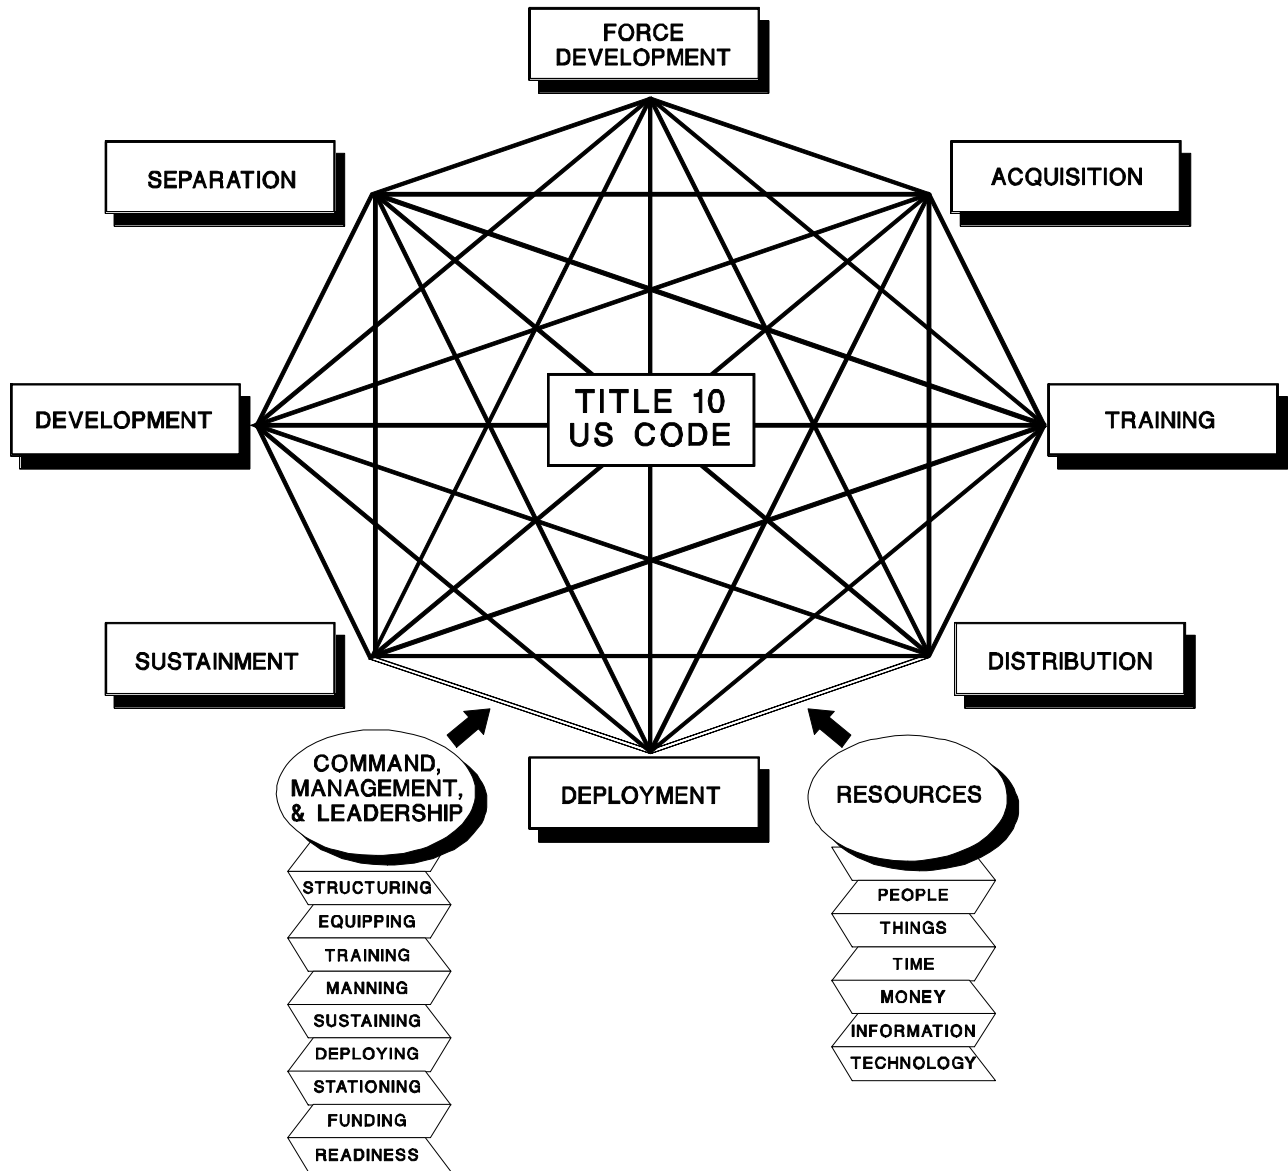 FORCE
DEVELOPMENT
SEPARATION
ACQUISITION
TITLE 10
US CODE
DEVELOPMENT
TRAINING
SUSTAINMENT
DISTRIBUTION
COMMAND,
MANAGEMENT,
& LEADERSHIP
DEPLOYMENT
RESOURCES
STRUCTURING
EQUIPPING
TRAINING
MANNING
SUSTAINING
DEPLOYING
STATIONING
FUNDING
READINESS
PEOPLE
THINGS
TIME
MONEY
INFORMATION
TECHNOLOGY